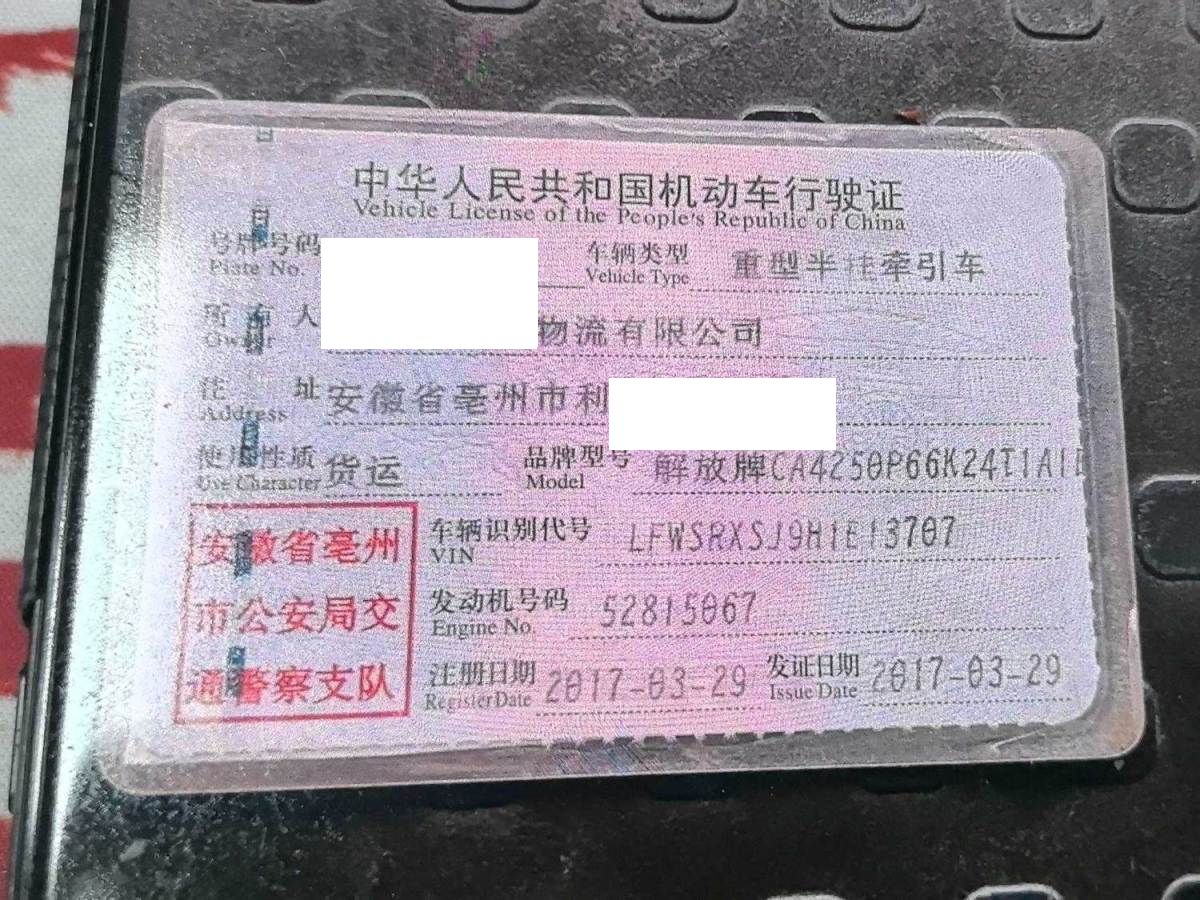 中华人民共和国机动车行驶证
Vehicle License of the People's Republic of China
号牌号码 车辆类型 重型半挂牵引车
Plate No. Vehicle Type
所有人 物流有限公司
Owner
住址 安徽省亳州市利
Address
使用性质 货运 品牌型号 解放牌CA4250P66K24T1A1E
Use Character Model
安徽省亳州 车辆识别代号 LFWSRXSJ9H1E13707
VIN
市公安局交 发动机号码 52815067
Engine No.
通警察支队 注册日期 2017-03-29 发证日期 2017-03-29
Register Date Issue Date